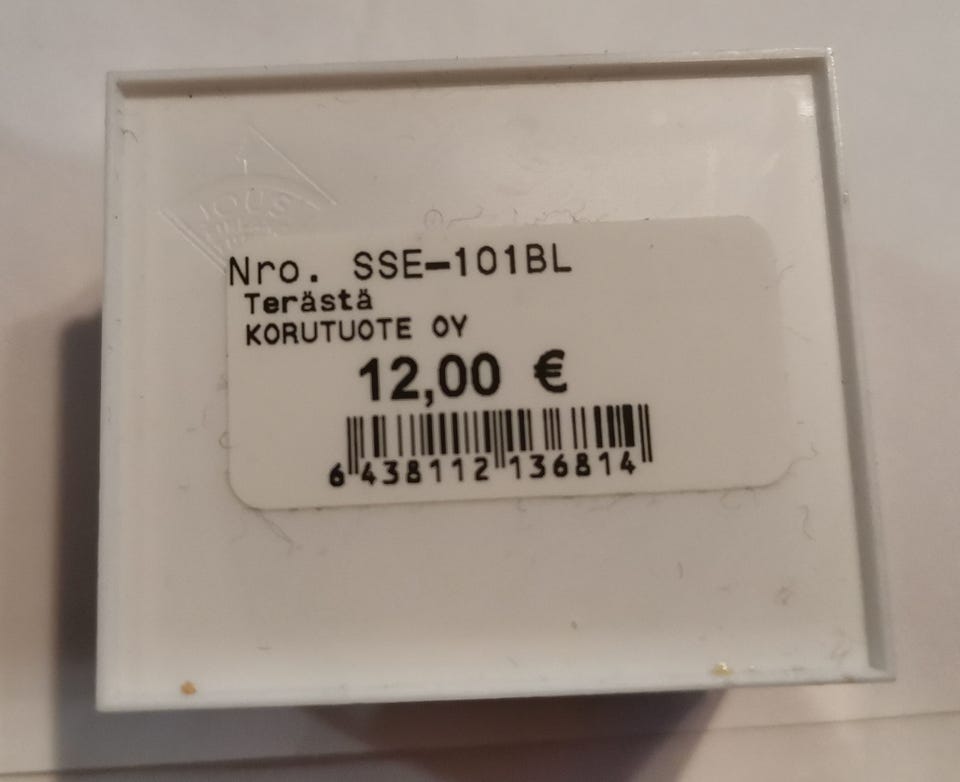 Nro. SSE-101BL
Terästä
KORUTUOTE OY
12,00 €
6 438112 136814